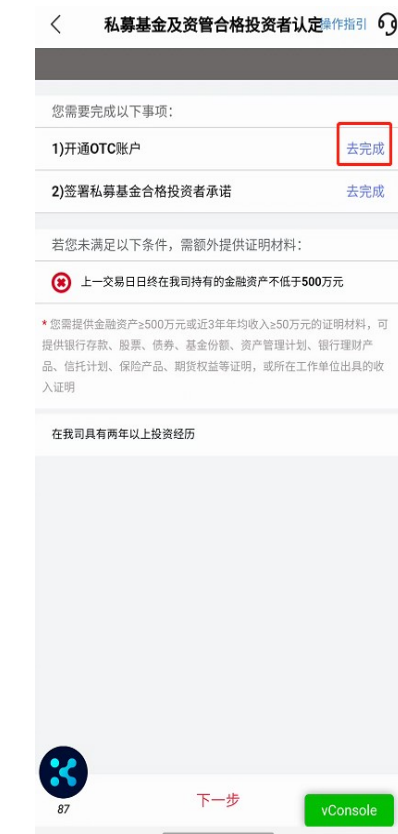 私募基金及资管合格投资者认定操作指引
您需要完成以下事项：
1)开通OTC账户 去完成
2)签署私募基金合格投资者承诺 去完成
若您未满足以下条件，需额外提供证明材料：
上一交易日日终在我司持有的金融资产不低于500万元
* 您需提供金融资产≥500万元或近3年年均收入≥50万元的证明材料，可
提供银行存款、股票、债券、基金份额、资产管理计划、银行理财产
品、信托计划、保险产品、期货权益等证明，或所在工作单位出具的收
入证明
在我司具有两年以上投资经历
87
下一步
vConsole